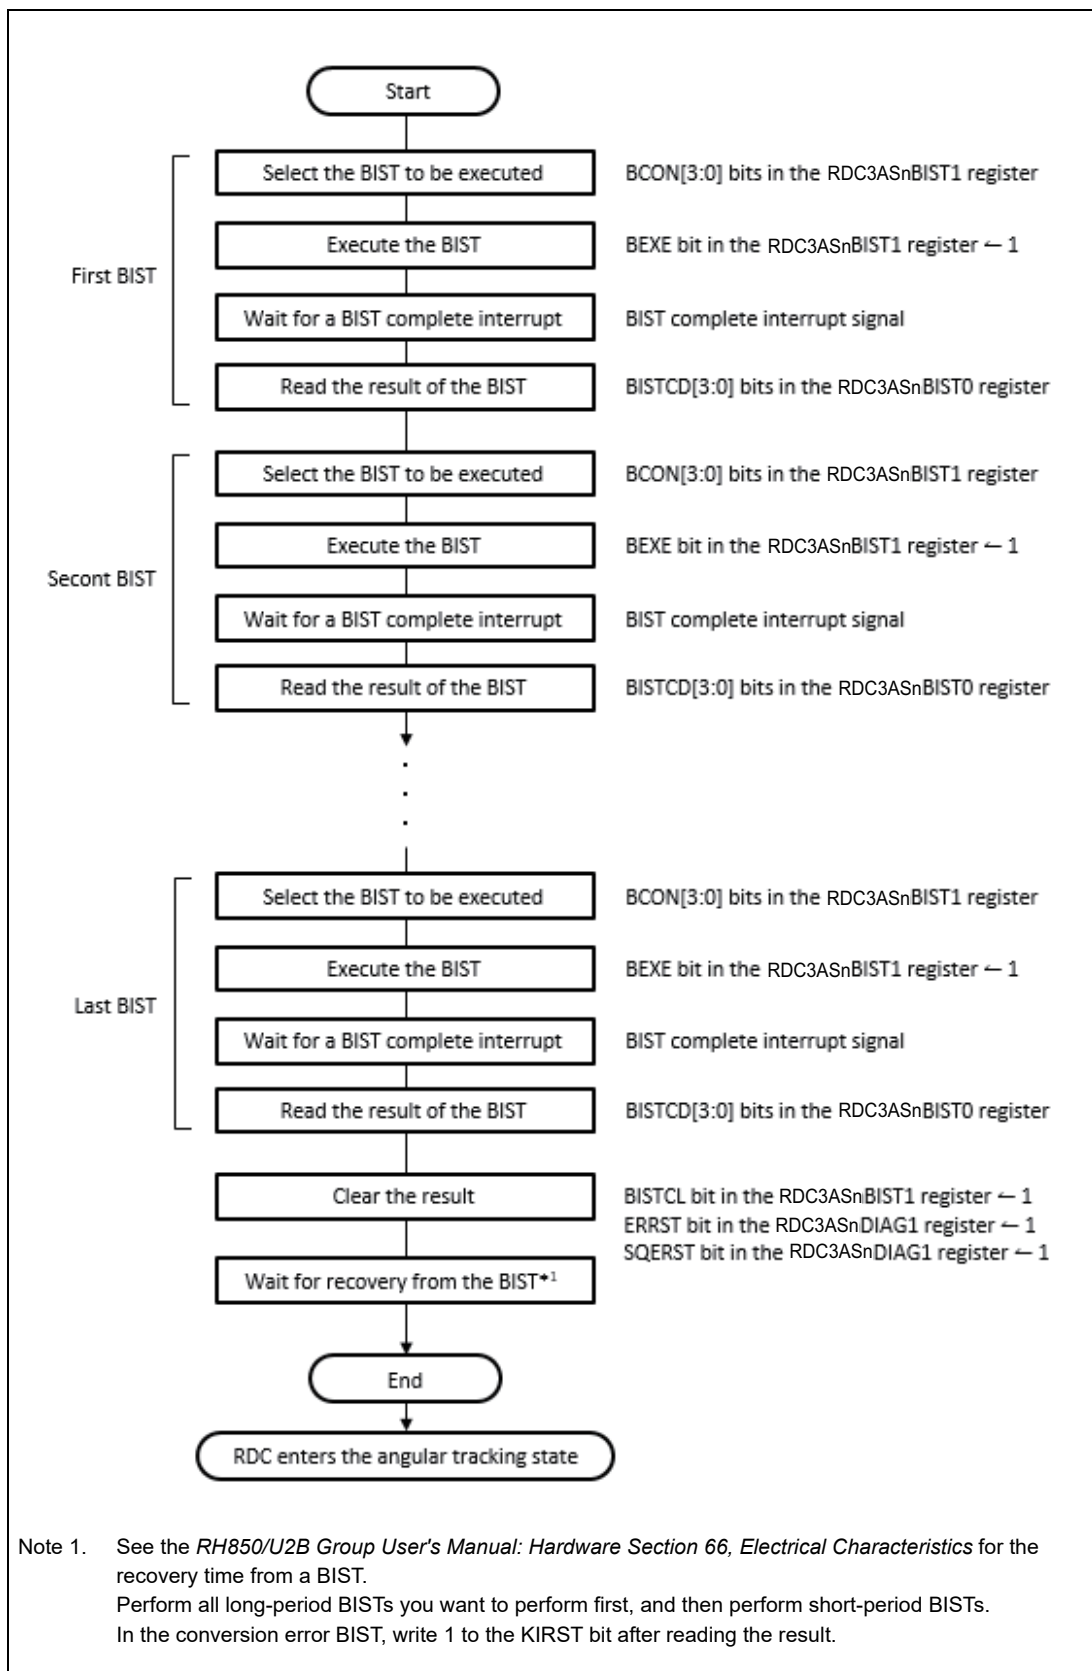 Start
Select the BIST to be executed BCON[3:0] bits in the RDC3ASnBIST1 register
Execute the BIST BEXE bit in the RDC3ASnBIST1 register ← 1
First BIST
Wait for a BIST complete interrupt BIST complete interrupt signal
Read the result of the BIST BISTCD[3:0] bits in the RDC3ASnBIST0 register
Select the BIST to be executed BCON[3:0] bits in the RDC3ASnBIST1 register
Execute the BIST BEXE bit in the RDC3ASnBIST1 register ← 1
Secont BIST
Wait for a BIST complete interrupt BIST complete interrupt signal
Read the result of the BIST BISTCD[3:0] bits in the RDC3ASnBIST0 register
Select the BIST to be executed BCON[3:0] bits in the RDC3ASnBIST1 register
Execute the BIST BEXE bit in the RDC3ASnBIST1 register ← 1
Last BIST
Wait for a BIST complete interrupt BIST complete interrupt signal
Read the result of the BIST BISTCD[3:0] bits in the RDC3ASnBIST0 register
Clear the result BISTCL bit in the RDC3ASnBIST1 register ← 1
ERRST bit in the RDC3ASnDIAG1 register ← 1
SQERST bit in the RDC3ASnDIAG1 register ← 1
Wait for recovery from the BIST*1
End
RDC enters the angular tracking state
Note 1. See the RH850/U2B Group User's Manual: Hardware Section 66, Electrical Characteristics for the
recovery time from a BIST.
Perform all long-period BISTs you want to perform first, and then perform short-period BISTs.
In the conversion error BIST, write 1 to the KIRST bit after reading the result.